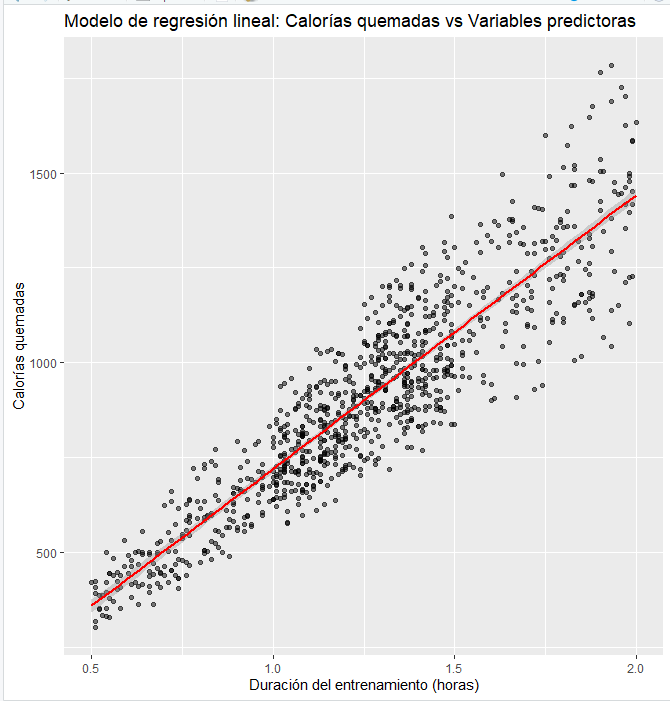 Modelo de regresión lineal: Calorías quemadas vs Variables predictoras
Calorías quemadas
1500
1000
500
0.5
1.0
1.5
2.0
Duración del entrenamiento (horas)